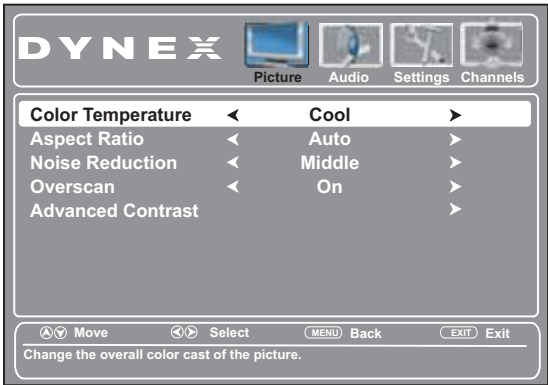 DYNEX
Picture Audio Settings Channels
Color Temperature Cool
Aspect Ratio Auto
Noise Reduction Middle
Overscan On
Advanced Contrast
Move Select MENU Back EXIT Exit
Change the overall color cast of the picture.